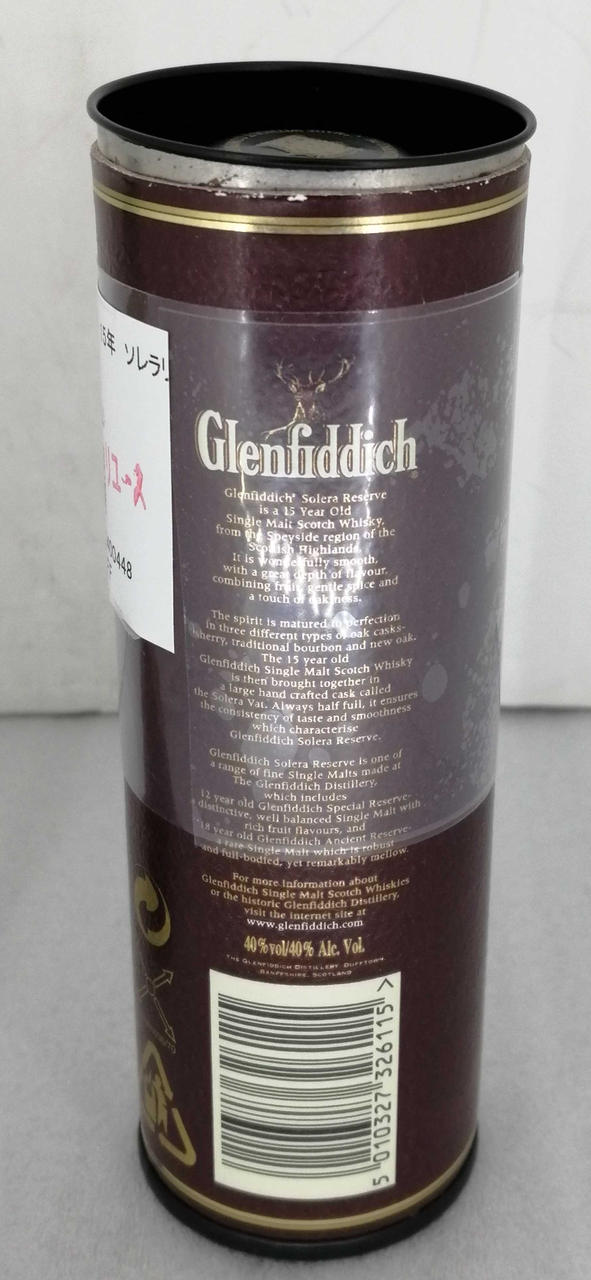 15年 ソレラリ
リユース
00448
Glenfiddich
Glenfiddich® Solera Reserve
is a 15 Year Old
Single Malt Scotch Whisky,
from the Speyside region of the
Scottish Highlands.
It is wonderfully smooth,
with a great depth of flavour,
combining fruit, gentle spice and
a touch of oakiness.
The spirit is matured to perfection
in three different types of oak casks-
sherry, traditional bourbon and new oak.
The 15 year old
Glenfiddich Single Malt Scotch Whisky
is then brought together in
a large hand crafted cask called
the Solera Vat. Always half full, it ensures
the consistency of taste and smoothness
which characterise
Glenfiddich Solera Reserve.
Glenfiddich Solera Reserve is one of
a range of fine Single Malts made at
The Glenfiddich Distillery,
which includes
12 year old Glenfiddich Special Reserve-
a distinctive, well balanced Single Malt with
rich fruit flavours, and
18 year old Glenfiddich Ancient Reserve-
a rare Single Malt which is robust
and full-bodied, yet remarkably mellow.
For more information about
Glenfiddich Single Malt Scotch Whiskies
or the historic Glenfiddich Distillery,
visit the internet site at
www.glenfiddich.com
40%vol/40% Alc. Vol.
THE GLENFIDDICH DISTILLERY, DUFFTOWN,
BANFFSHIRE, SCOTLAND
5 010327 326115 >